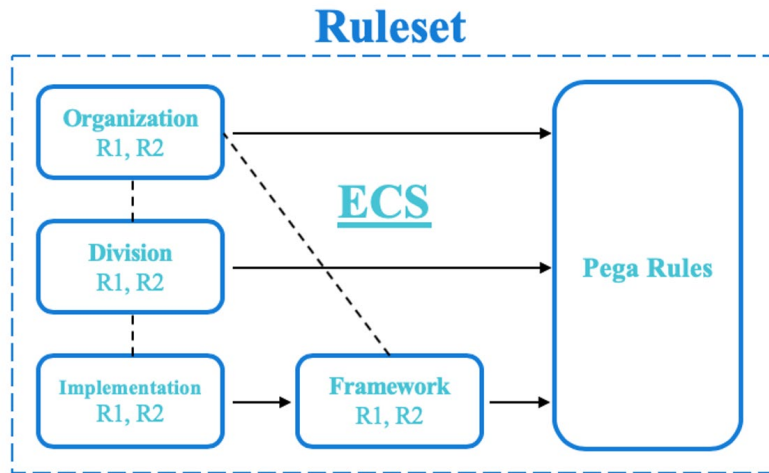 Ruleset
Organization
R1, R2
ECS
Division
R1, R2
Pega Rules
Implementation
R1, R2
Framework
R1, R2